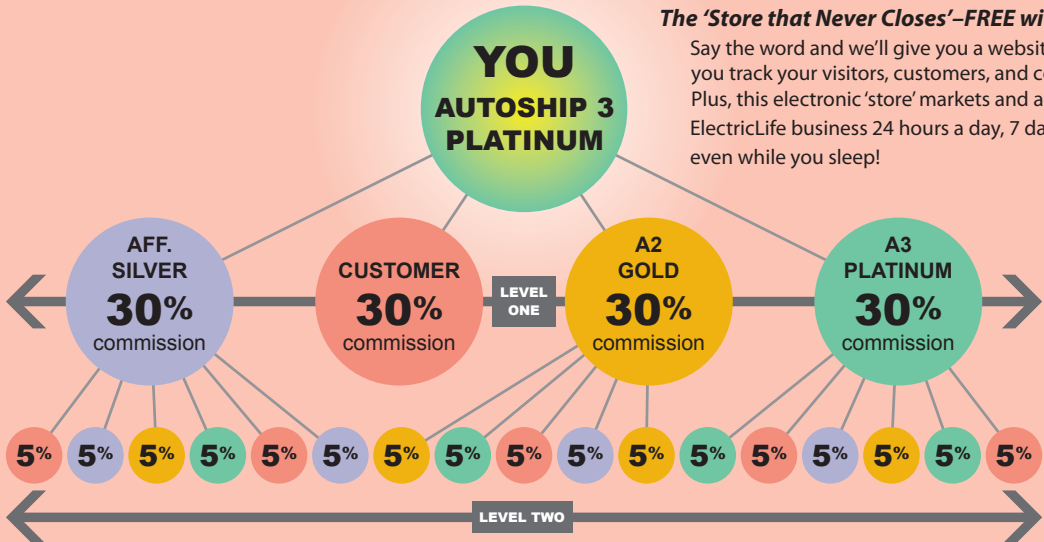 The ‘Store that Never Closes’–FREE
Say the word and we’ll give you a website
you track your visitors, customers, and
Plus, this electronic ‘store’ markets and
ElectricLife business 24 hours a day, 7
even while you sleep!
YOU
AUTOSHIP 3
PLATINUM
AFF.
SILVER
30%
commission
CUSTOMER
30%
commission
LEVEL
ONE
A2
GOLD
30%
commission
A3
PLATINUM
30%
commission
5% 5% 5% 5% 5% 5% 5% 5% 5% 5% 5% 5% 5% 5% 5% 5% 5%
LEVEL TWO